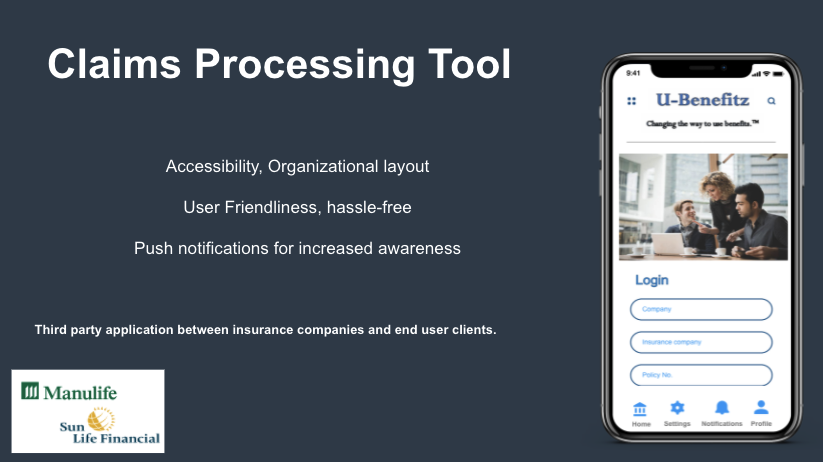 Claims Processing Tool
Accessibility, Organizational layout
User Friendliness, hassle-free
Push notifications for increased awareness
Third party application between insurance companies and end user clients.
Manulife
Sun
Life Financial
9:41
U-Benefitz
Changing the way to use benefits.™
Login
Company
Insurance company
Policy No.
Home Settings Notifications Profile